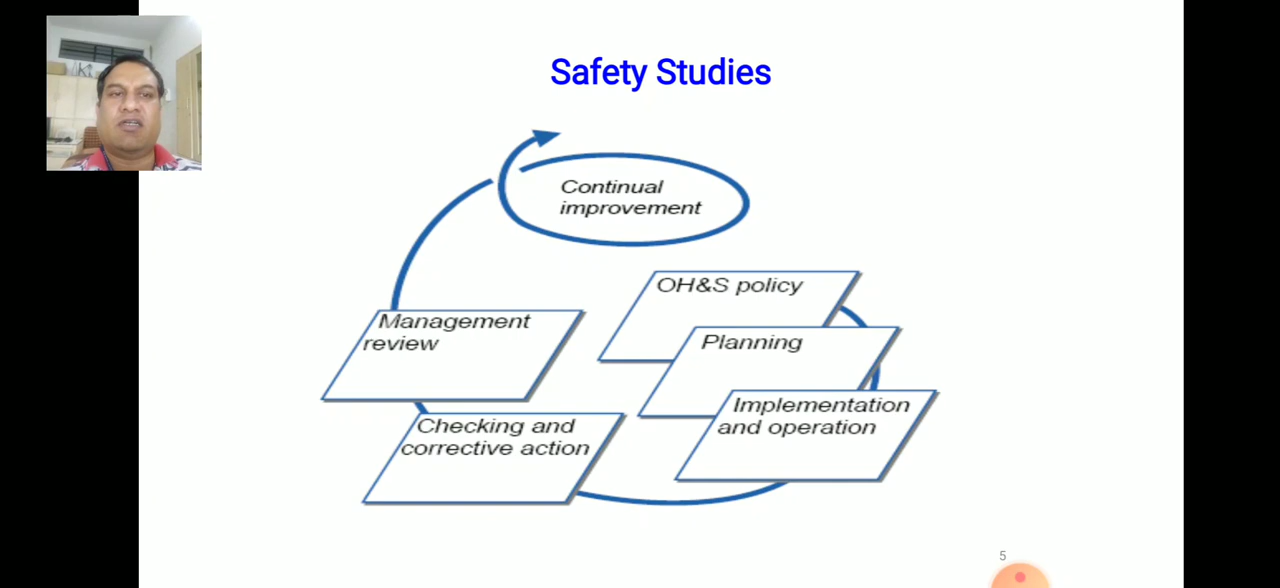 Safety Studies
Continual
improvement
OH&S policy
Planning
Implementation
and operation
Checking and
corrective action
Management
review
5